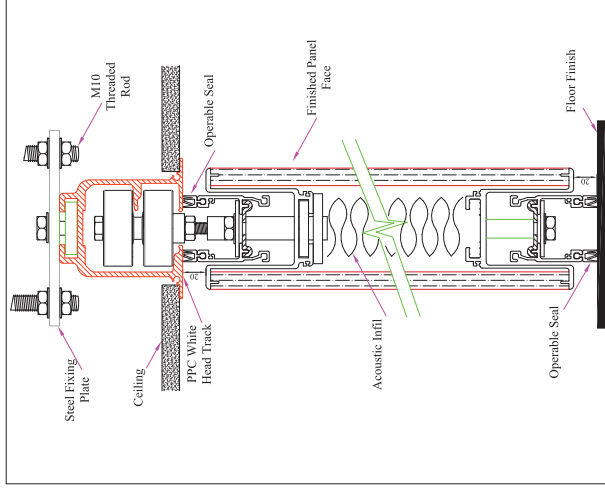 M10
Threaded
Rod
Operable Seal
Finished Panel
Face
Floor Finish
20
20
Steel Fixing
Plate
Ceiling
PPC White
Head Track
Acoustic Infil
Operable Seal